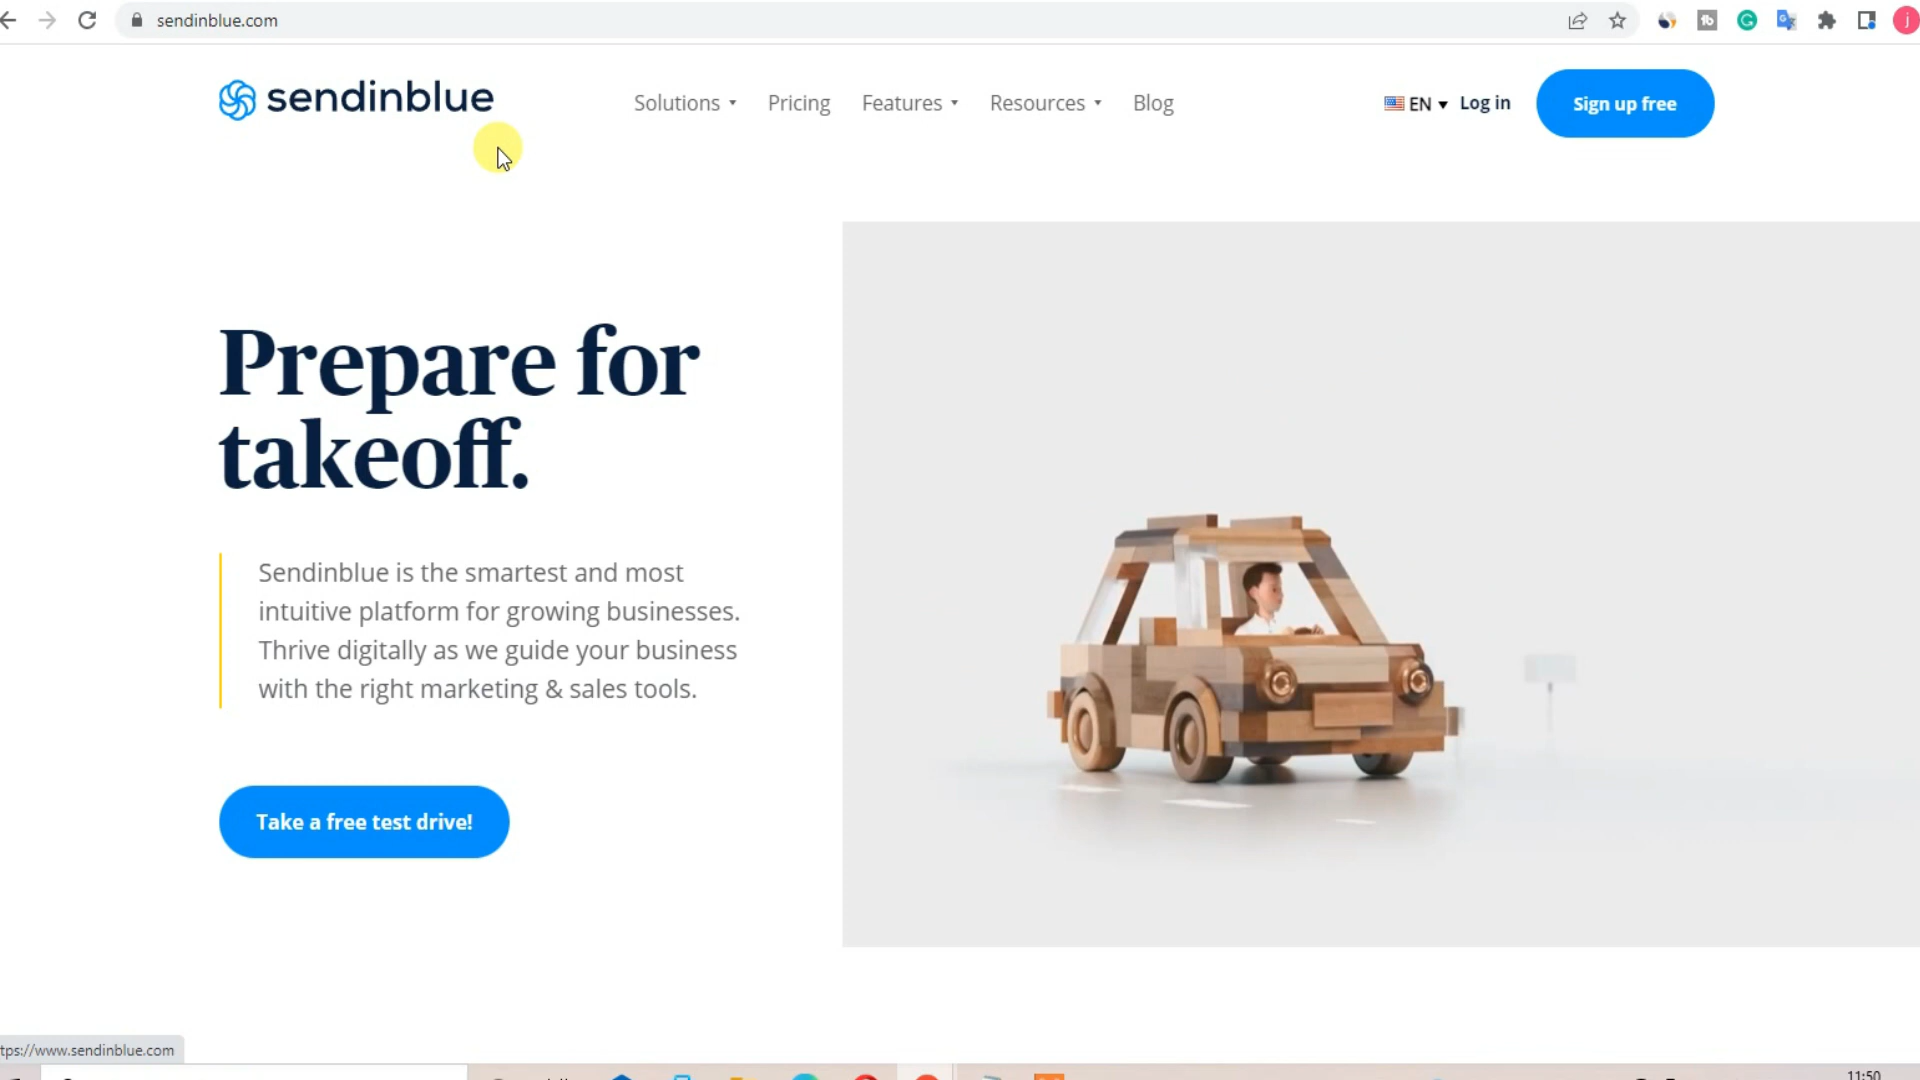 sendinblue.com
sendinblue
Solutions
Pricing
Features
Resources
Blog
EN
Log in
Sign up free
Prepare for
takeoff.
Sendinblue is the smartest and most
intuitive platform for growing businesses.
Thrive digitally as we guide your business
with the right marketing & sales tools.
Take a free test drive!
tps://www.sendinblue.com
11:50